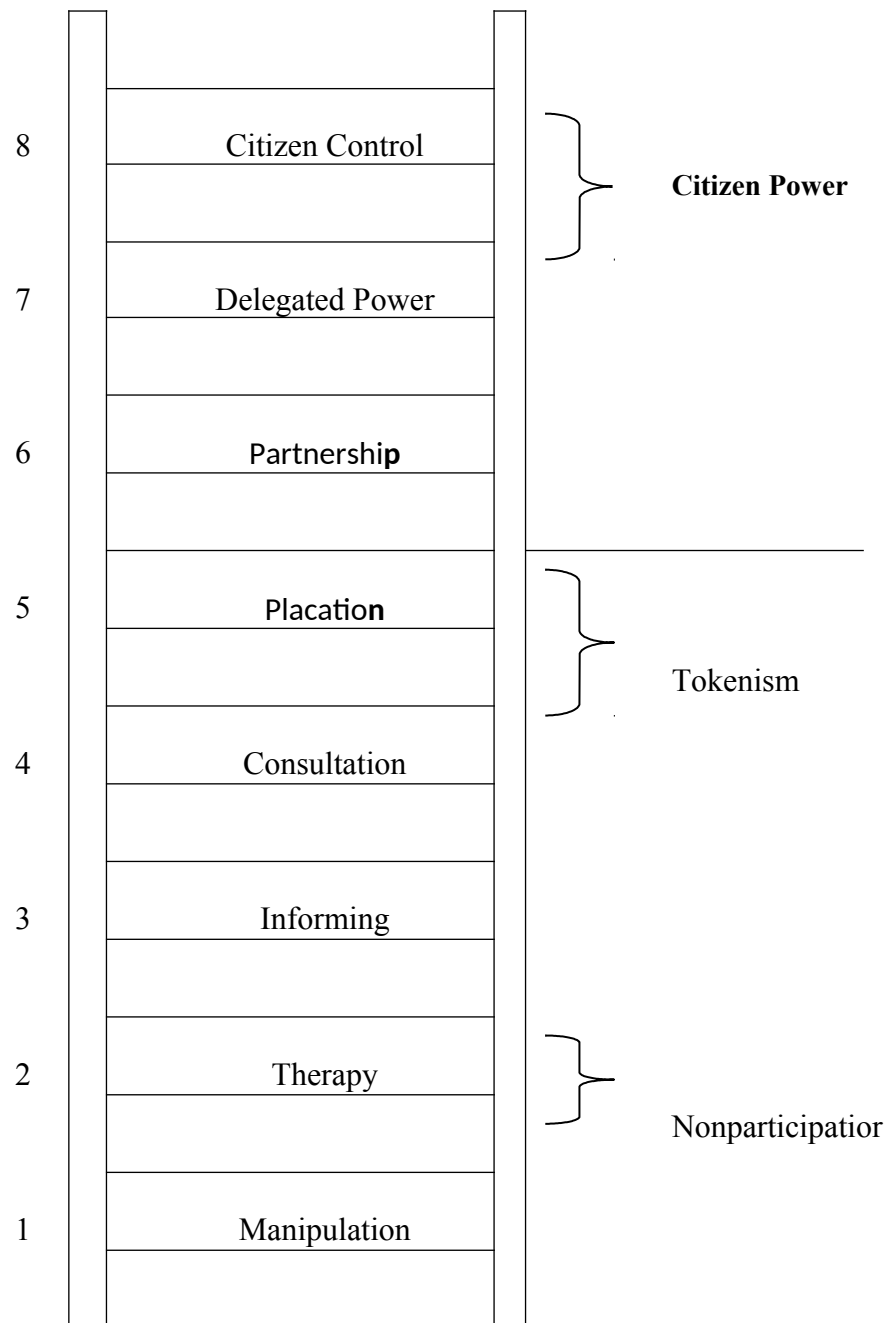 8 Citizen Control
Citizen Power
7 Delegated Power
6 Partnership
5 Placation
Tokenism
4 Consultation
3 Informing
2 Therapy
Nonparticipation
1 Manipulation